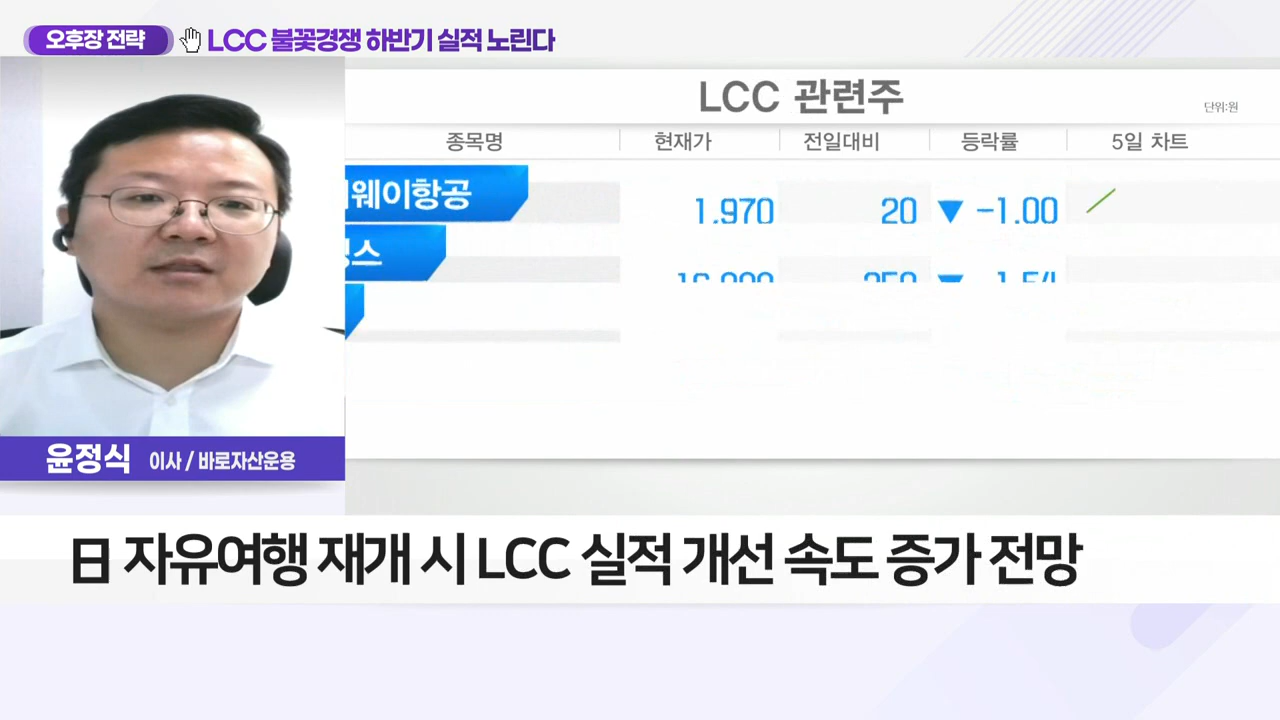 오후장 전략 LCC 불꽃경쟁 하반기 실적 노린다
LCC 관련주
단위:원
종목명 현재가 전일대비 등락률 5일 차트
웨이항공 1,970 20 ▼ -1.00
스
윤정식 이사 / 바로자산운용
日 자유여행 재개 시 LCC 실적 개선 속도 증가 전망